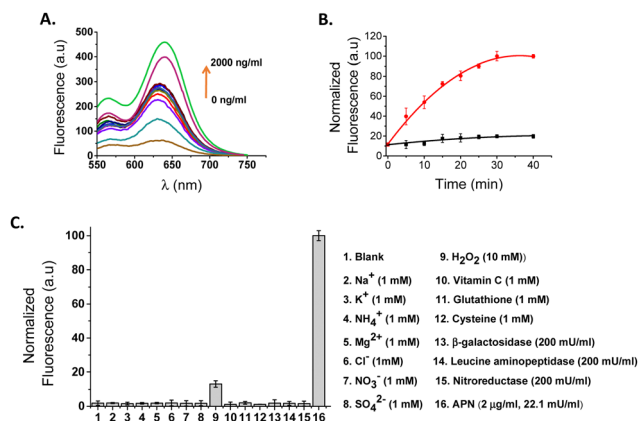 A.
500
400
300
200
100
0
550 600 650 700 750
Fluorescence (a.u)
λ (nm)
2000 ng/ml
0 ng/ml
B.
120
100
80
60
40
20
0
0 10 20 30 40
Normalized
Fluorescence (a.u)
Time (min)
C.
100
80
60
40
20
0
1 2 3 4 5 6 7 8 9 10 11 12 13 14 15 16
Normalized
Fluorescence (a.u)
1. Blank
2. Na⁺ (1 mM)
3. K⁺ (1 mM)
4. NH₄⁺ (1 mM)
5. Mg²⁺ (1 mM)
6. Cl⁻ (1mM)
7. NO₃⁻ (1 mM)
8. SO₄²⁻ (1 mM)
9. H₂O₂ (10 mM))
10. Vitamin C (1 mM)
11. Glutathione (1 mM)
12. Cysteine (1 mM)
13. β-galactosidase (200 mU/ml)
14. Leucine aminopeptidase (200 mU/ml)
15. Nitroreductase (200 mU/ml)
16. APN (2 μg/ml, 22.1 mU/ml)